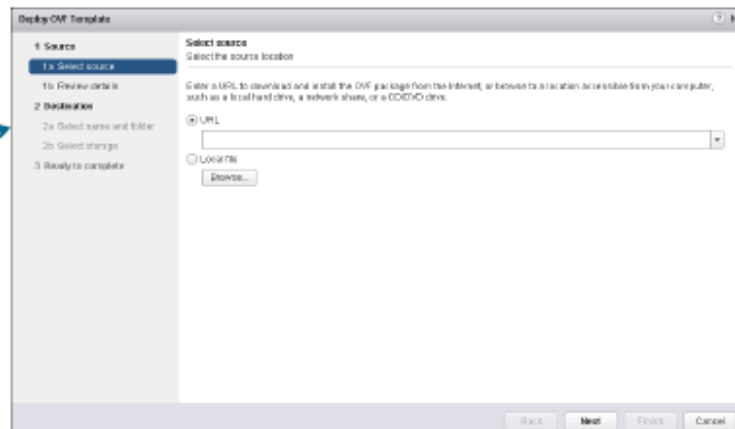 Deploy OVF Template
1 Source
1a Select source
1b Review details
2 Destination
2a Select name and folder
2b Select storage
3 Ready to complete
Select source
Select the source location
Enter a URL to download and install the OVF package from the Internet, or browse to a location accessible from your computer,
such as a local hard drive, a network share, or a CD/DVD drive.
URL
Local file
Browse...
Back
Next
Finish
Cancel